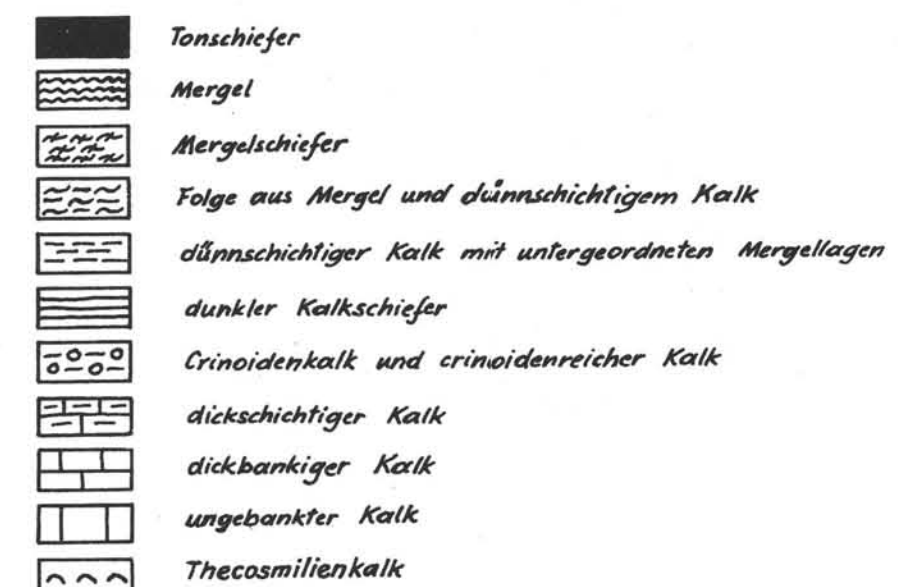 Tonschiefer
Mergel
Mergelschiefer
Folge aus Mergel und dünnschichtigem Kalk
dünnschichtiger Kalk mit untergeordneten Mergellagen
dunkler Kalkschiefer
Crinoidenkalk und crinoidenreicher Kalk
dickschichtiger Kalk
dickbankiger Kalk
ungebankter Kalk
Thecosmilienkalk